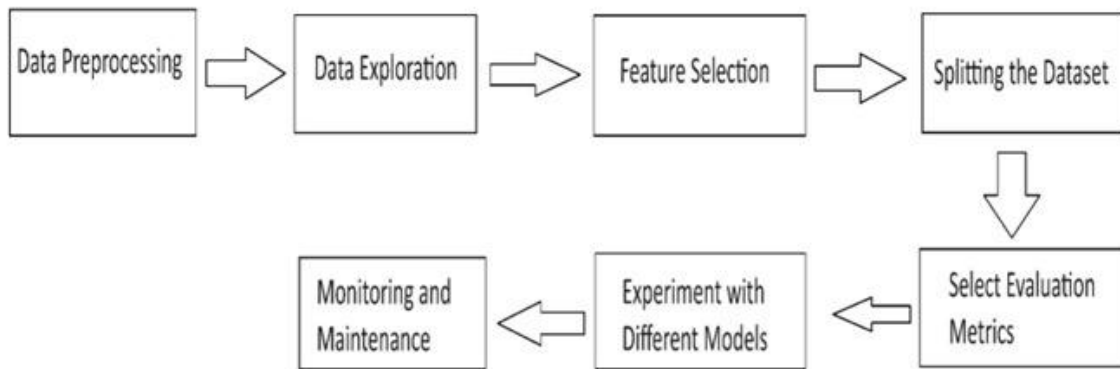 Data Preprocessing
Data Exploration
Feature Selection
Splitting the Dataset
Select Evaluation
Metrics
Experiment with
Different Models
Monitoring and
Maintenance